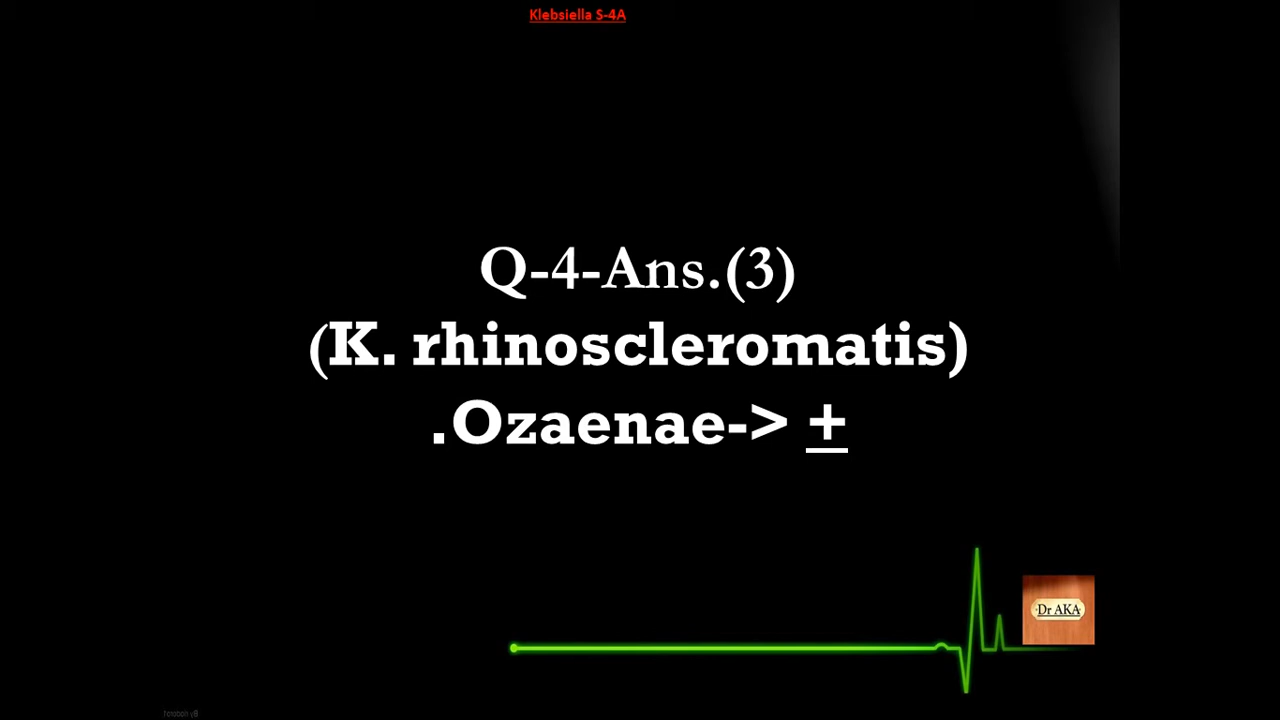 Klebsiella S-4A
Q-4-Ans.(3)
(K. rhinoscleromatis)
.Ozaenae-> +
Dr AKA